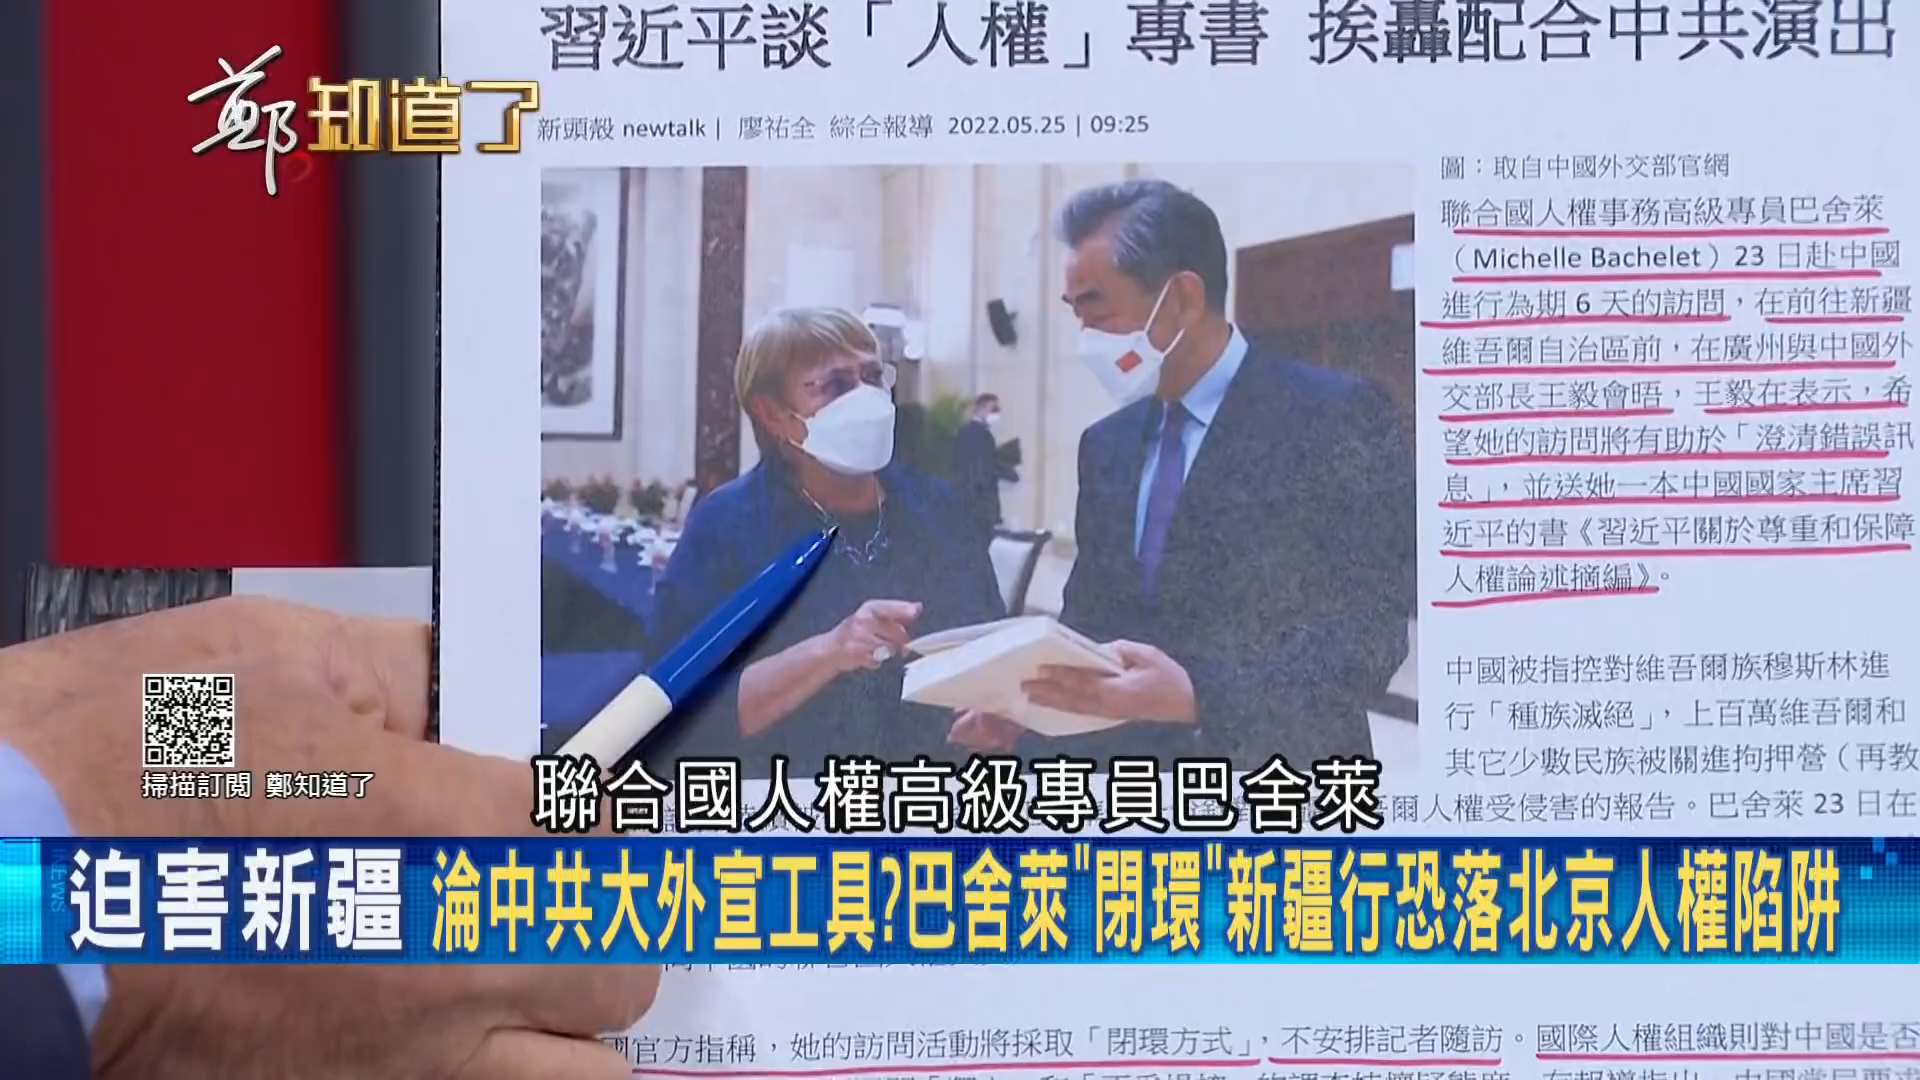 習近平談「人權」專書 挨轟配合中共演出
鄭知道了
新頭殼 newtalk | 廖祐全 綜合報導 2022.05.25 | 09:25
圖：取自中國外交部官網
聯合國人權事務高級專員巴舍萊
（Michelle Bachelet）23 日赴中國
進行為期 6 天的訪問，在前往新疆
維吾爾自治區前，在廣州與中國外
交部長王毅會晤，王毅在表示，希
望她的訪問將有助於「澄清錯誤訊
息」，並送她一本中國國家主席習
近平的書《習近平關於尊重和保障
人權論述摘編》。
中國被指控對維吾爾族穆斯林進
行「種族滅絕」，上百萬維吾爾和
其它少數民族被關進拘押營（再教
爾人權受侵害的報告。巴舍萊 23 日在
掃描訂閱 鄭知道了
聯合國人權高級專員巴舍萊
INEWS
迫害新疆 淪中共大外宣工具?巴舍萊"閉環"新疆行恐落北京人權陷阱
官方指稱，她的訪問活動將採取「閉環方式」，不安排記者隨訪。國際人權組織則對中國是否